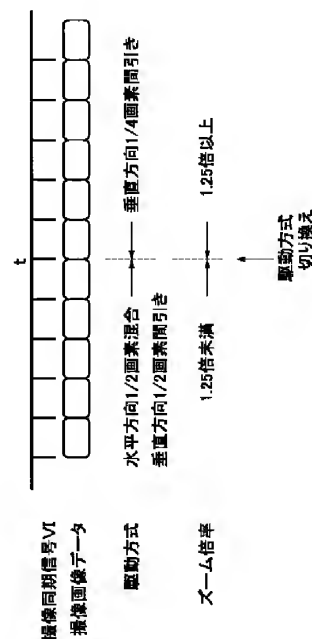 t
撮像同期信号VI
撮像画像データ
駆動方式
水平方向1/2画素混合
垂直方向1/2画素間引き
垂直方向1/4画素間引き
ズーム倍率
1.25倍未満
1.25倍以上
駆動方式
切り換え